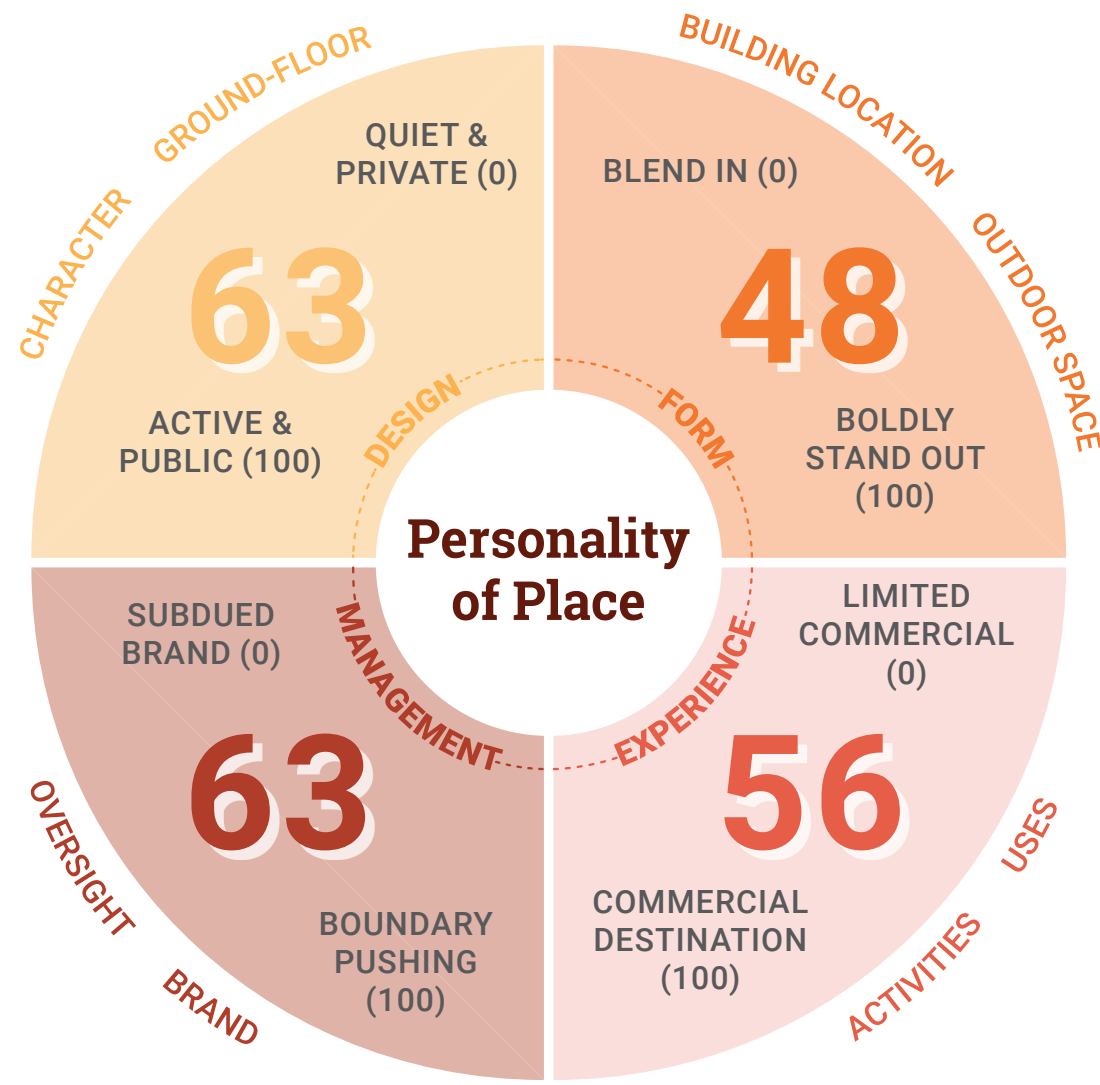 GROUND-FLOOR
CHARACTER
QUIET &
PRIVATE (0)
63
ACTIVE &
PUBLIC (100)
DESIGN
BUILDING LOCATION
OUTDOOR SPACE
BLEND IN (0)
48
BOLDLY
STAND OUT
(100)
FORM
Personality
of Place
SUBDUED
BRAND (0)
63
BOUNDARY
PUSHING
(100)
MANAGEMENT
OVERSIGHT
BRAND
LIMITED
COMMERCIAL
(0)
56
COMMERCIAL
DESTINATION
(100)
EXPERIENCE
USES
ACTIVITIES